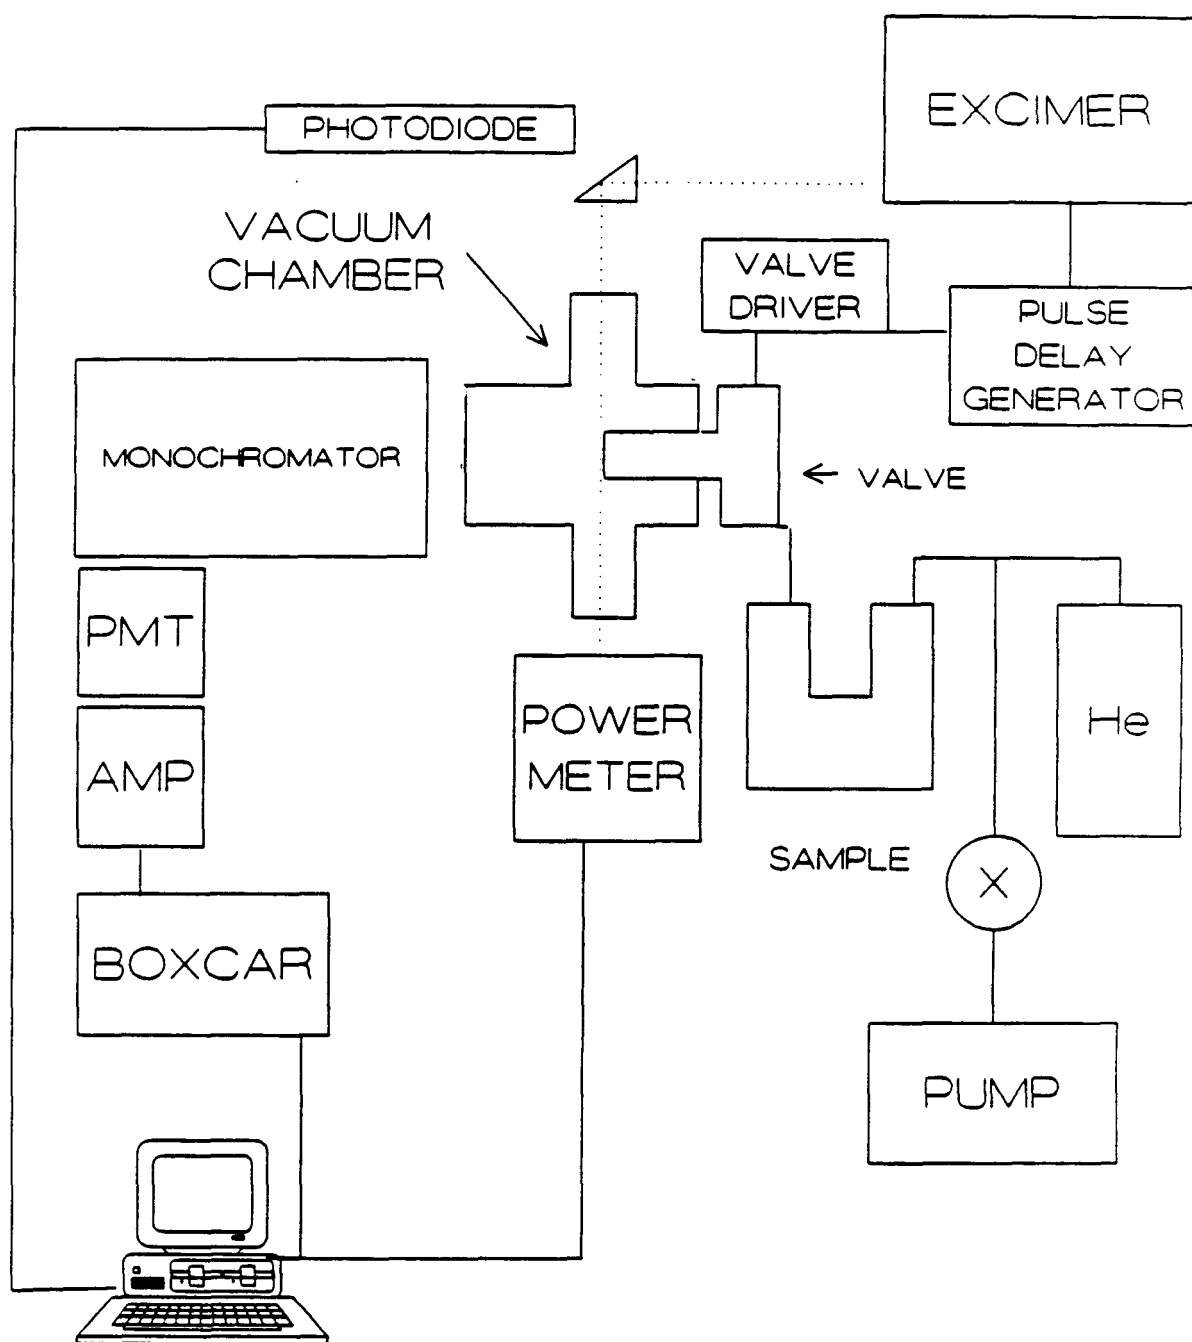 EXCIMER
PHOTODIODE
VACUUM
CHAMBER
VALVE
DRIVER
PULSE
DELAY
GENERATOR
MONOCHROMATOR
VALVE
PMT
POWER
METER
He
AMP
SAMPLE
X
BOXCAR
PUMP